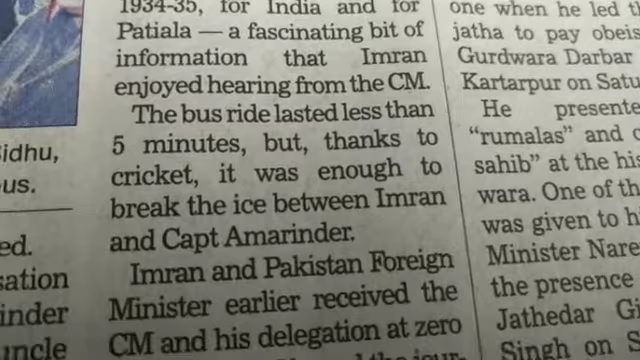 idhu,
us.
ed.
sation
inder
uncle
1934-35, for India and for
Patiala — a fascinating bit of
information that Imran
enjoyed hearing from the CM.
The bus ride lasted less than
5 minutes, but, thanks to
cricket, it was enough to
break the ice between Imran
and Capt Amarinder.
Imran and Pakistan Foreign
Minister earlier received the
CM and his delegation at zero
one when he led th
jatha to pay obeis
Gurdwara Darbar
Kartarpur on Satu
He presente
"rumalas" and c
sahib" at the his
wara. One of th
was given to h
Minister Nare
the presence
Jathedar Gi
Singh on S